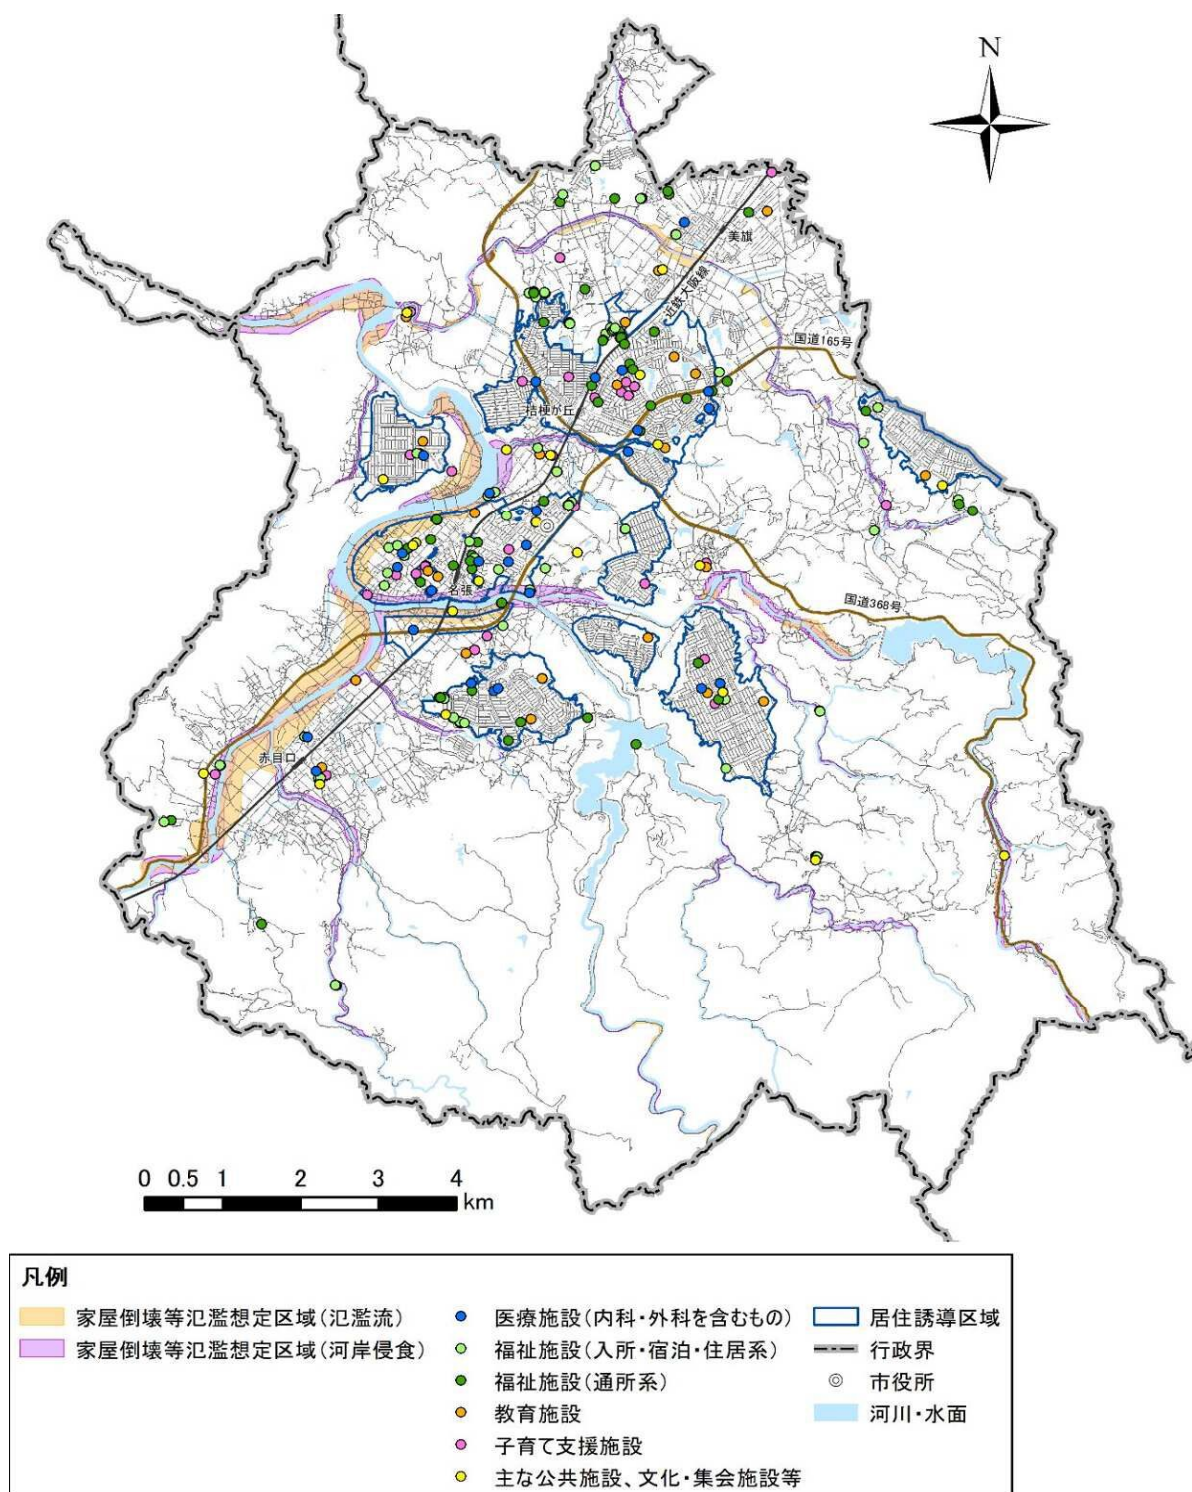 N
美旗
近鉄大阪線
国道165号
桔梗が丘
名張
国道368号
赤目口
0 0.5 1 2 3 4
km
凡例
家屋倒壊等氾濫想定区域(氾濫流)
家屋倒壊等氾濫想定区域(河岸侵食)
医療施設(内科・外科を含むもの)
福祉施設(入所・宿泊・住居系)
福祉施設(通所系)
教育施設
子育て支援施設
主な公共施設、文化・集会施設等
居住誘導区域
行政界
市役所
河川・水面